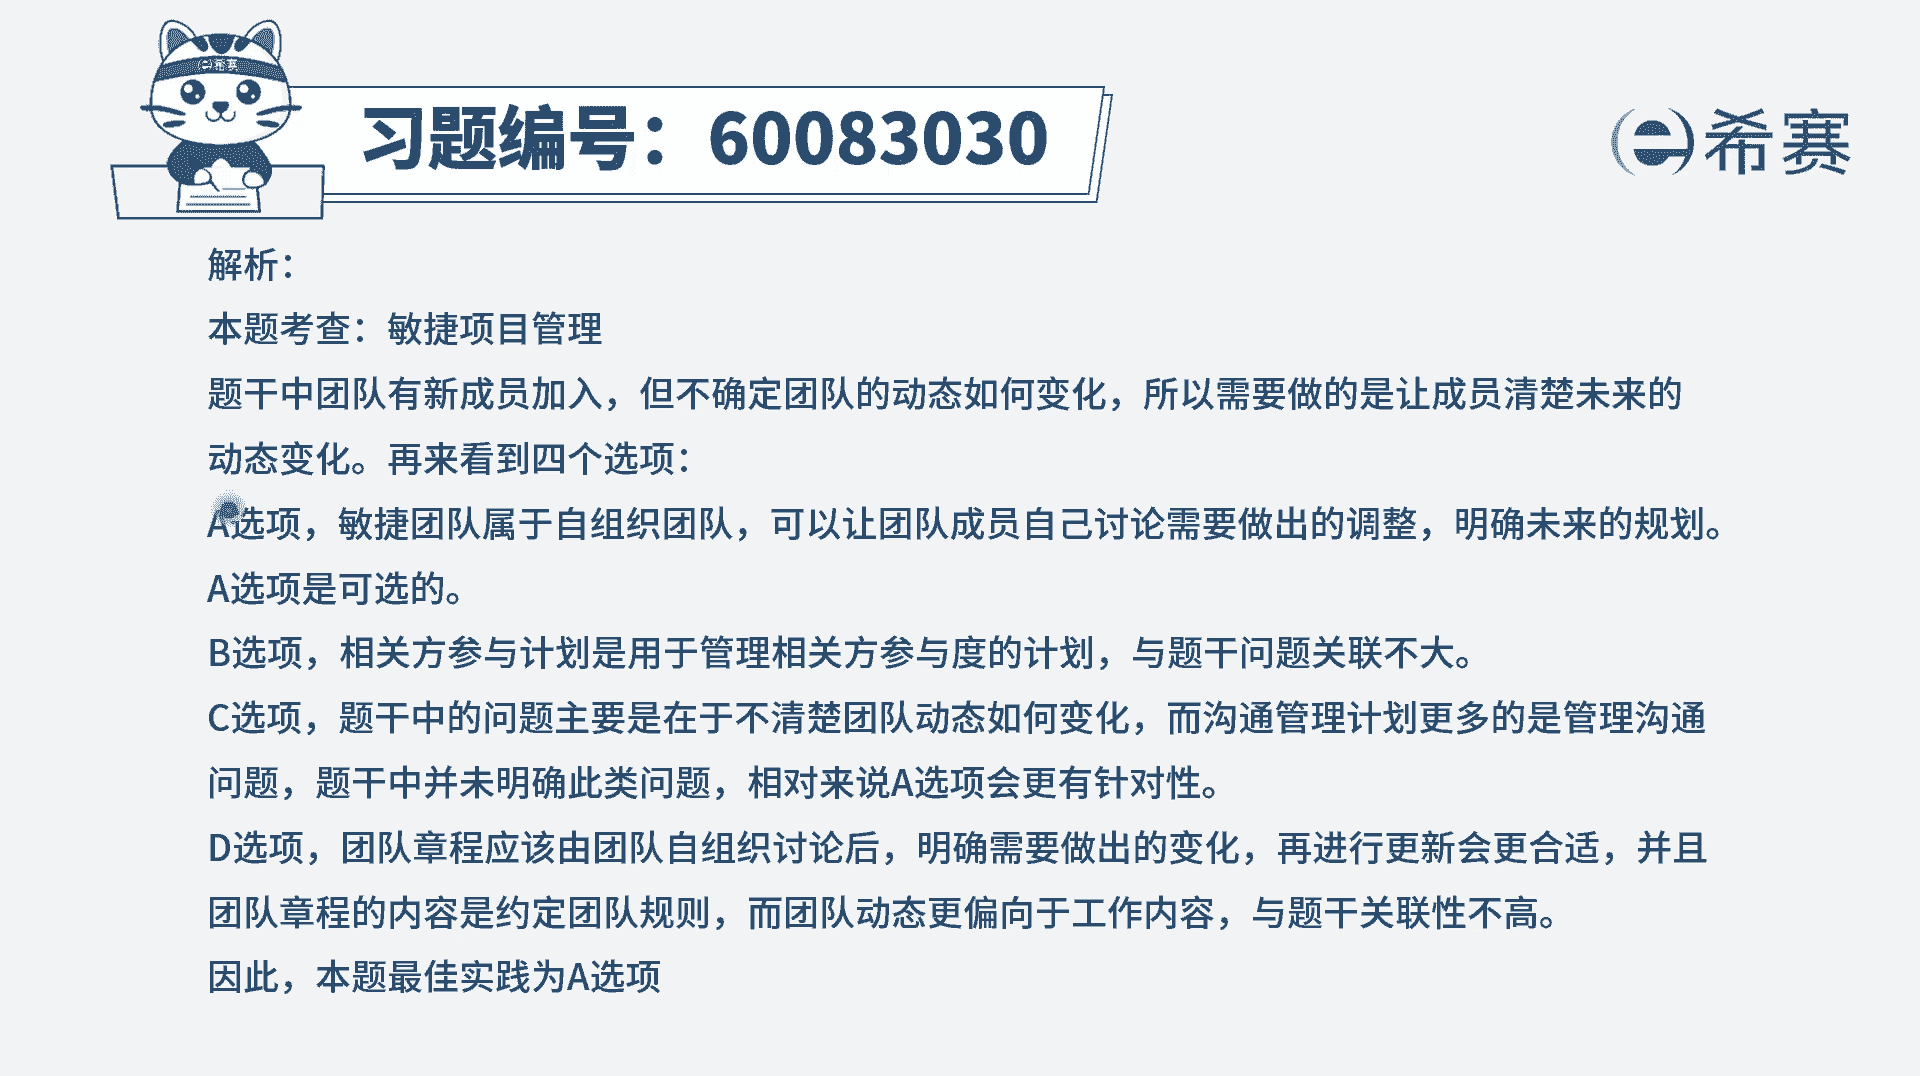 希赛
习题编号：60083030
希赛
解析：
本题考查：敏捷项目管理
题干中团队有新成员加入，但不确定团队的动态如何变化，所以需要做的是让成员清楚未来的
动态变化。再来看到四个选项：
A选项，敏捷团队属于自组织团队，可以让团队成员自己讨论需要做出的调整，明确未来的规划。
A选项是可选的。
B选项，相关方参与计划是用于管理相关方参与度的计划，与题干问题关联不大。
C选项，题干中的问题主要是在于不清楚团队动态如何变化，而沟通管理计划更多的是管理沟通
问题，题干中并未明确此类问题，相对来说A选项会更有针对性。
D选项，团队章程应该由团队自组织讨论后，明确需要做出的变化，再进行更新会更合适，并且
团队章程的内容是约定团队规则，而团队动态更偏向于工作内容，与题干关联性不高。
因此，本题最佳实践为A选项